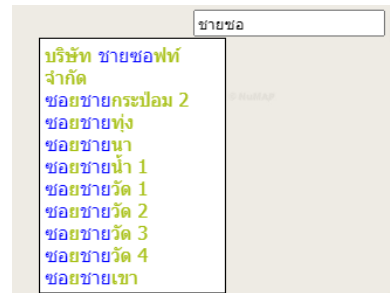 ชายซอ
บริษัท ชายซอฟท์
จำกัด
ซอยชายกระป๋อม 2
ซอยชายทุ่ง
ซอยชายนา
ซอยชายน้ำ 1
ซอยชายวัด 1
ซอยชายวัด 2
ซอยชายวัด 3
ซอยชายวัด 4
ซอยชายเขา